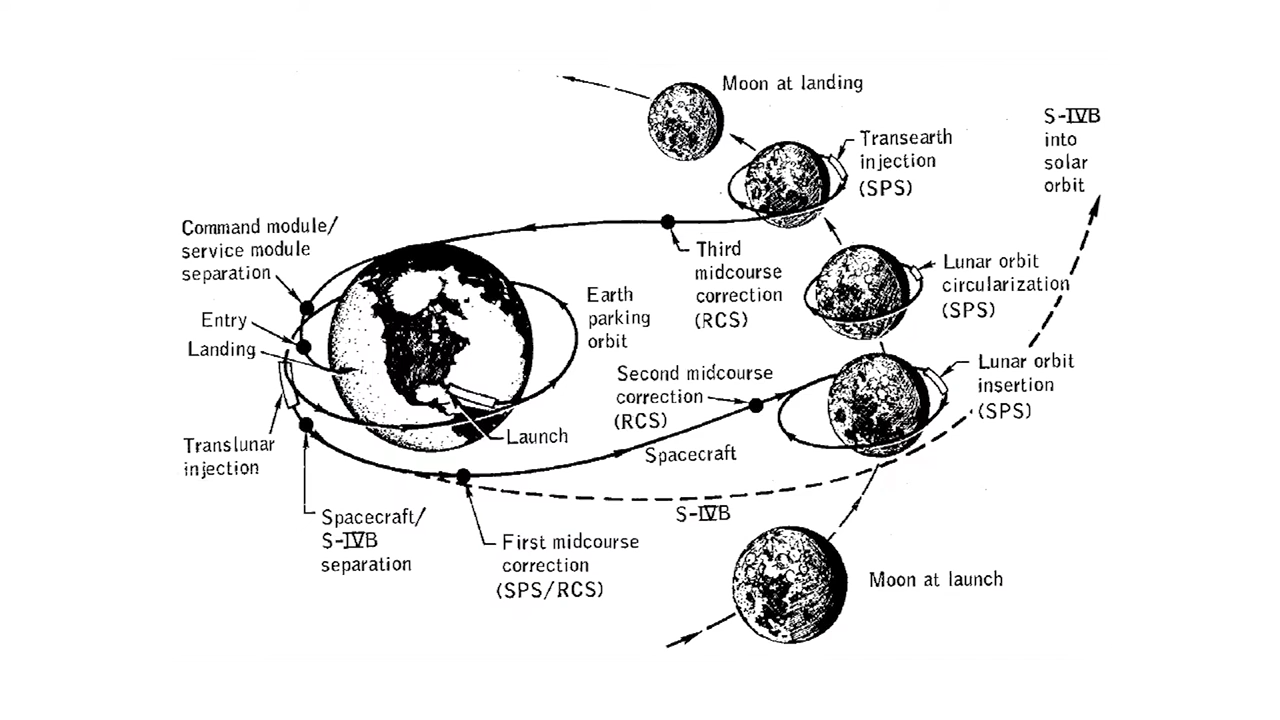 Moon at landing
S-IVB
into
solar
orbit
Transearth
injection
(SPS)
Command module/
service module
separation
Third
midcourse
correction
(RCS)
Lunar orbit
circularization
(SPS)
Earth
parking
orbit
Entry
Landing
Second midcourse
correction
(RCS)
Lunar orbit
insertion
(SPS)
Translunar
injection
Launch
Spacecraft
Spacecraft/
S-IVB
separation
S-IVB
First midcourse
correction
(SPS/RCS)
Moon at launch